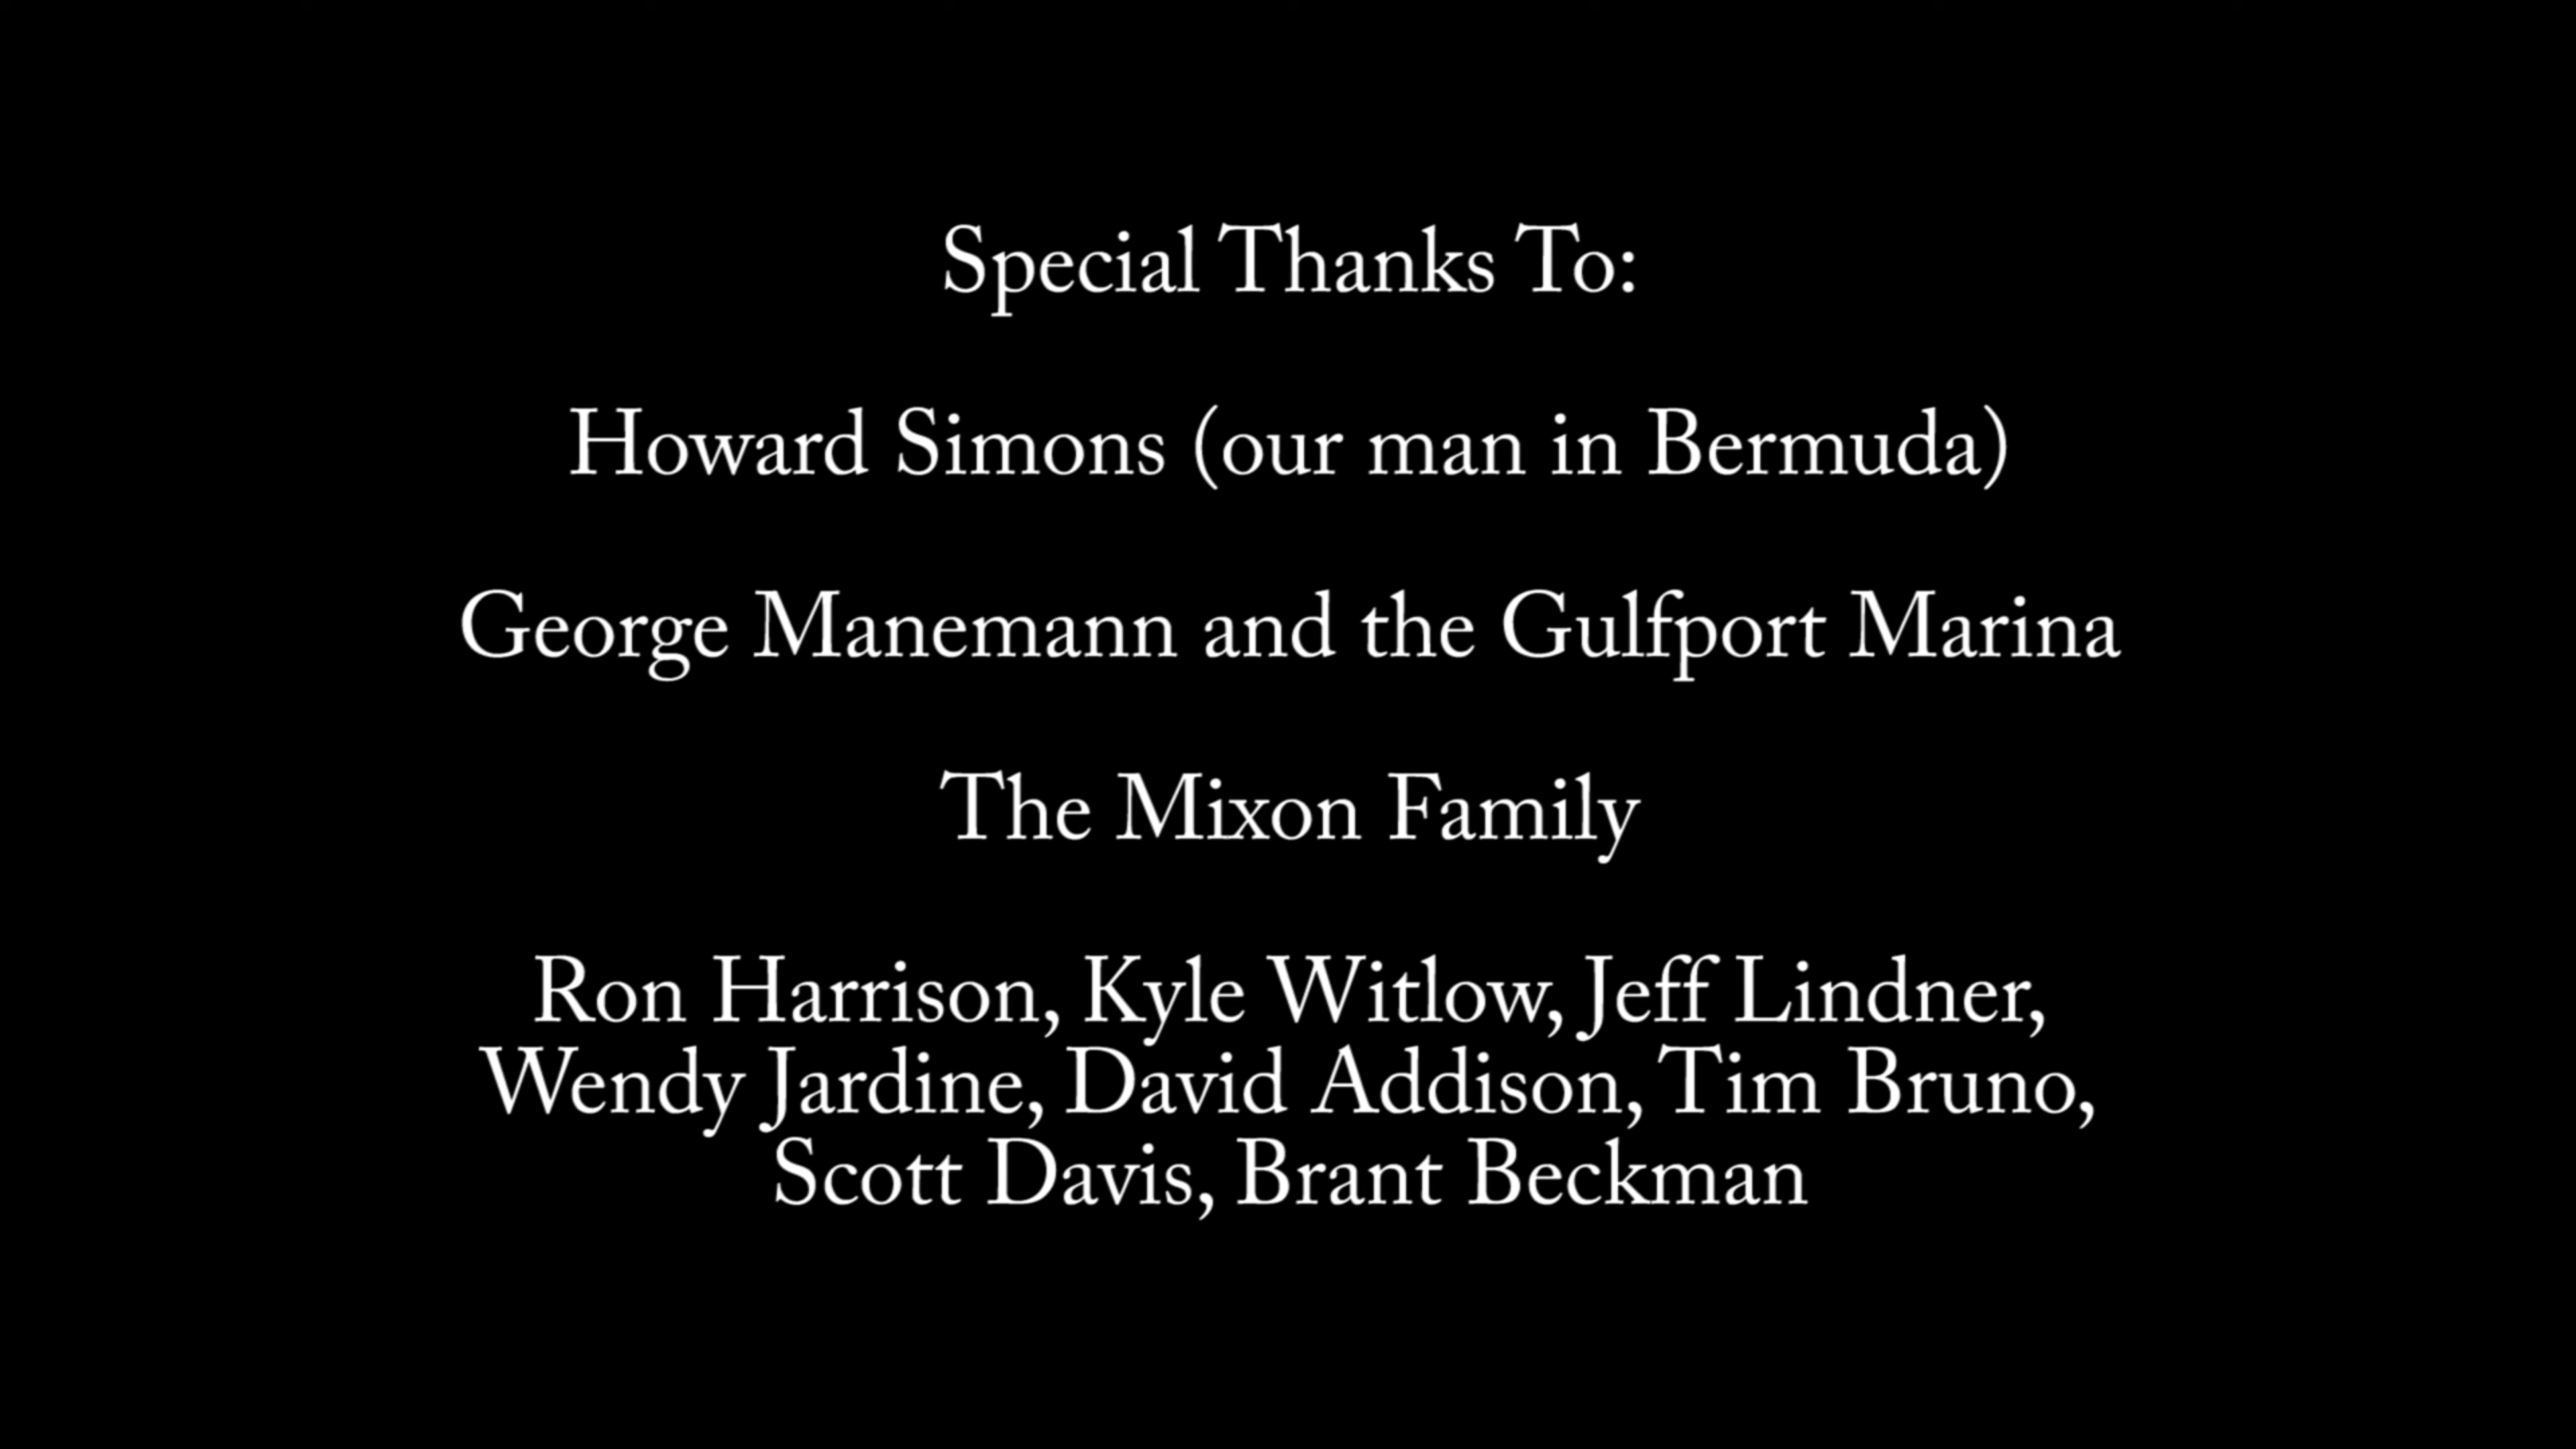 Special Thanks To:
Howard Simons (our man in Bermuda)
George Manemann and the Gulfport Marina
The Mixon Family
Ron Harrison, Kyle Witlow, Jeff Lindner,
Wendy Jardine, David Addison, Tim Bruno,
Scott Davis, Brant Beckman